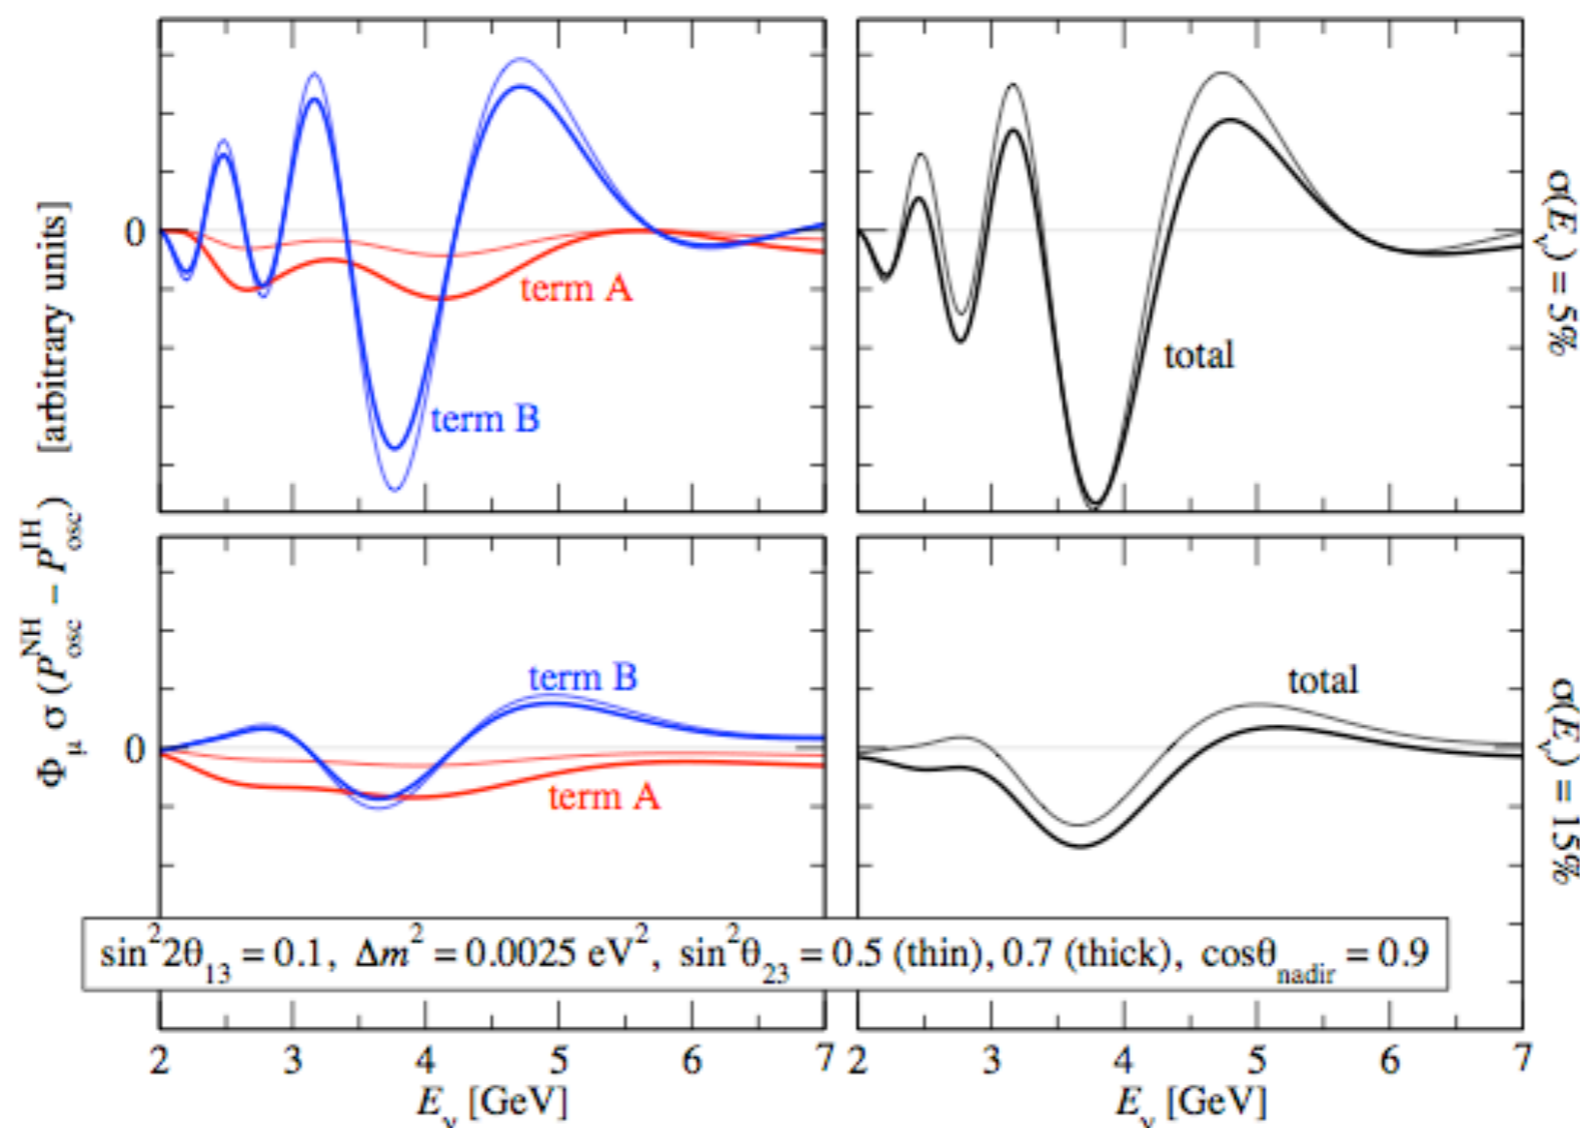 Φ_μ σ (P_osc^NH − P_osc^IH)   [arbitrary units]
0
term A
term B
total
σ(E_ν) = 5%
0
term B
term A
total
σ(E_ν) = 15%
sin²2θ₁₃ = 0.1, Δm² = 0.0025 eV², sin²θ₂₃ = 0.5 (thin), 0.7 (thick), cosθ_nadir = 0.9
2 3 4 5 6 7
2 3 4 5 6 7
E_ν [GeV]
E_ν [GeV]